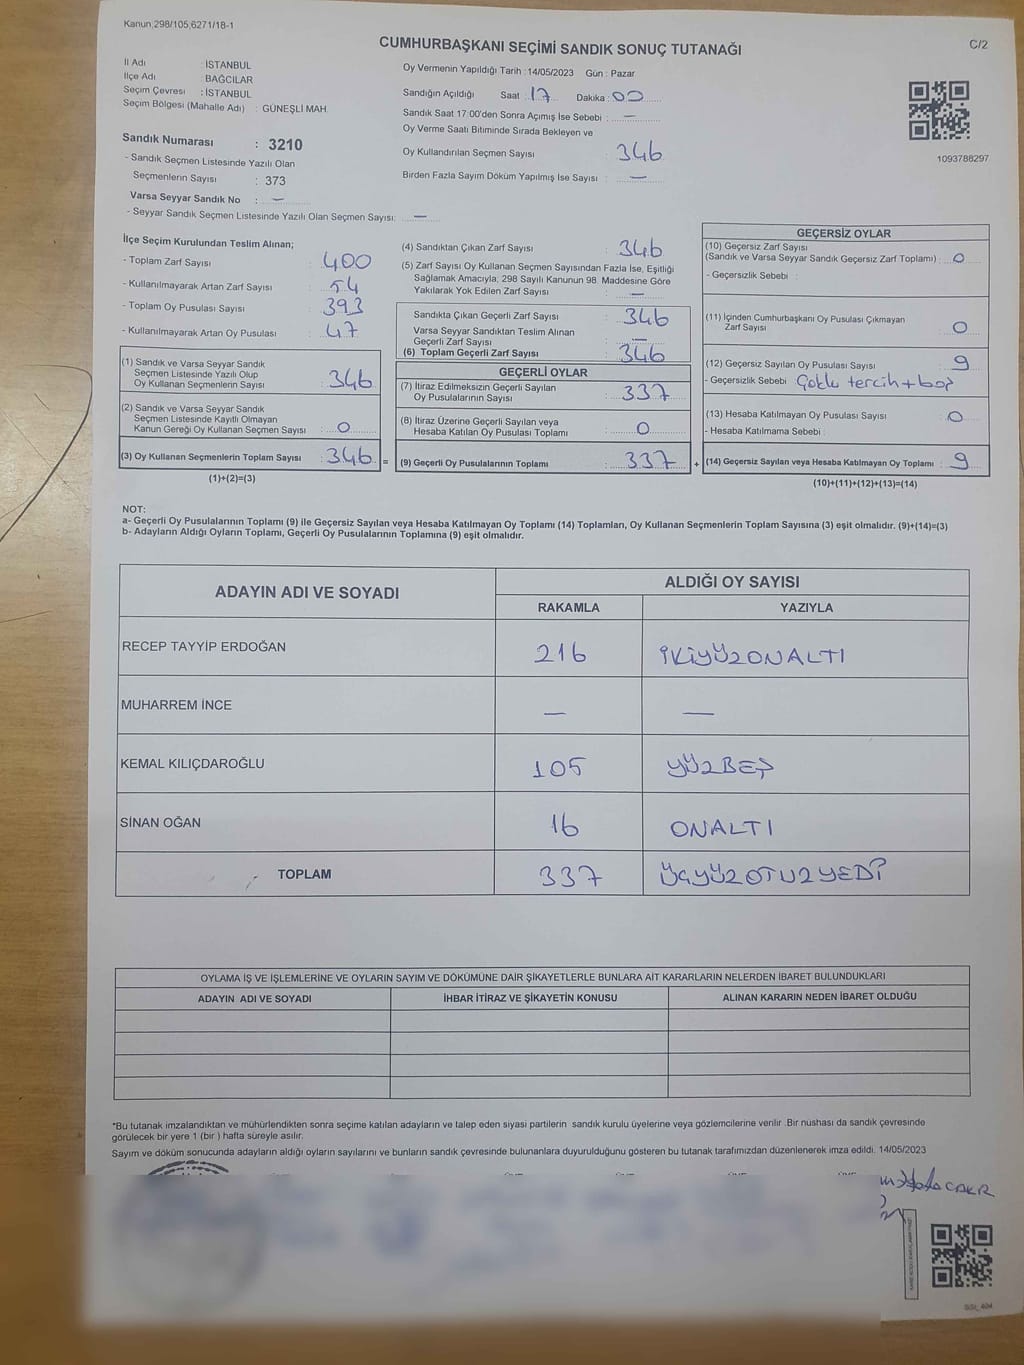 Kanun;298/105,6271/18-1
C/2
CUMHURBAŞKANI SEÇİMİ SANDIK SONUÇ TUTANAĞI
İl Adı : İSTANBUL
İlçe Adı : BAĞCILAR
Seçim Çevresi : İSTANBUL
Seçim Bölgesi (Mahalle Adı) : GÜNEŞLİ MAH.
Sandık Numarası : 3210
- Sandık Seçmen Listesinde Yazılı Olan
Seçmenlerin Sayısı : 373
Varsa Seyyar Sandık No : —
- Seyyar Sandık Seçmen Listesinde Yazılı Olan Seçmen Sayısı: —
Oy Vermenin Yapıldığı Tarih : 14/05/2023 Gün : Pazar
Sandığın Açıldığı Saat : 17 Dakika : 00
Sandık Saat 17:00'den Sonra Açımış İse Sebebi : —
Oy Verme Saati Bitiminde Sırada Bekleyen ve
Oy Kullandırılan Seçmen Sayısı : 346
Birden Fazla Sayım Döküm Yapılmış İse Sayısı : —
1093788297
İlçe Seçim Kurulundan Teslim Alınan;
- Toplam Zarf Sayısı : 400
- Kullanılmayarak Artan Zarf Sayısı : 54
- Toplam Oy Pusulası Sayısı : 393
- Kullanılmayarak Artan Oy Pusulası : 47
(1) Sandık ve Varsa Seyyar Sandık
Seçmen Listesinde Yazılı Olup
Oy Kullanan Seçmenlerin Sayısı : 346
(2) Sandık ve Varsa Seyyar Sandık
Seçmen Listesinde Kayıtlı Olmayan
Kanun Gereği Oy Kullanan Seçmen Sayısı : 0
(3) Oy Kullanan Seçmenlerin Toplam Sayısı : 346 =
(1)+(2)=(3)
(4) Sandıktan Çıkan Zarf Sayısı : 346
(5) Zarf Sayısı Oy Kullanan Seçmen Sayısından Fazla İse, Eşitliği
Sağlamak Amacıyla, 298 Sayılı Kanunun 98. Maddesine Göre
Yakılarak Yok Edilen Zarf Sayısı : —
Sandıkta Çıkan Geçerli Zarf Sayısı : 346
Varsa Seyyar Sandıktan Teslim Alınan
Geçerli Zarf Sayısı : —
(6) Toplam Geçerli Zarf Sayısı : 346
GEÇERLİ OYLAR
(7) İtiraz Edilmeksizin Geçerli Sayılan
Oy Pusulalarının Sayısı : 337
(8) İtiraz Üzerine Geçerli Sayılan veya
Hesaba Katılan Oy Pusulası Toplamı : 0
(9) Geçerli Oy Pusulalarının Toplamı : 337 +
GEÇERSİZ OYLAR
(10) Geçersiz Zarf Sayısı
(Sandık ve Varsa Seyyar Sandık Geçersiz Zarf Toplamı) : 0
- Geçersizlik Sebebi :
(11) İçinden Cumhurbaşkanı Oy Pusulası Çıkmayan
Zarf Sayısı : 0
(12) Geçersiz Sayılan Oy Pusulası Sayısı : 9
- Geçersizlik Sebebi : Çoklu tercih+boş
(13) Hesaba Katılmayan Oy Pusulası Sayısı : 0
- Hesaba Katılmama Sebebi :
(14) Geçersiz Sayılan veya Hesaba Katılmayan Oy Toplamı : 9
(10)+(11)+(12)+(13)=(14)
NOT:
a- Geçerli Oy Pusulalarının Toplamı (9) ile Geçersiz Sayılan veya Hesaba Katılmayan Oy Toplamı (14) Toplamları, Oy Kullanan Seçmenlerin Toplam Sayısına (3) eşit olmalıdır. (9)+(14)=(3)
b- Adayların Aldığı Oyların Toplamı, Geçerli Oy Pusulalarının Toplamına (9) eşit olmalıdır.
ADAYIN ADI VE SOYADI ALDIĞI OY SAYISI
RAKAMLA YAZIYLA
RECEP TAYYİP ERDOĞAN 216 İKİYÜZONALTI
MUHARREM İNCE — —
KEMAL KILIÇDAROĞLU 105 YÜZBEŞ
SİNAN OĞAN 16 ONALTI
TOPLAM 337 ÜÇYÜZOTUZYEDİ
OYLAMA İŞ VE İŞLEMLERİNE VE OYLARIN SAYIM VE DÖKÜMÜNE DAİR ŞİKAYETLERLE BUNLARA AİT KARARLARIN NELERDEN İBARET BULUNDUKLARI
ADAYIN ADI VE SOYADI İHBAR İTİRAZ VE ŞİKAYETİN KONUSU ALINAN KARARIN NEDEN İBARET OLDUĞU
*Bu tutanak imzalandıktan ve mühürlendikten sonra seçime katılan adayların ve talep eden siyasi partilerin sandık kurulu üyelerine veya gözlemcilerine verilir .Bir nüshası da sandık çevresinde
görülecek bir yere 1 (bir ) hafta süreyle asılır.
Sayım ve döküm sonucunda adayların aldığı oyların sayılarını ve bunların sandık çevresinde bulunanlara duyurulduğunu gösteren bu tutanak tarafımızdan düzenlenerek imza edildi. 14/05/2023